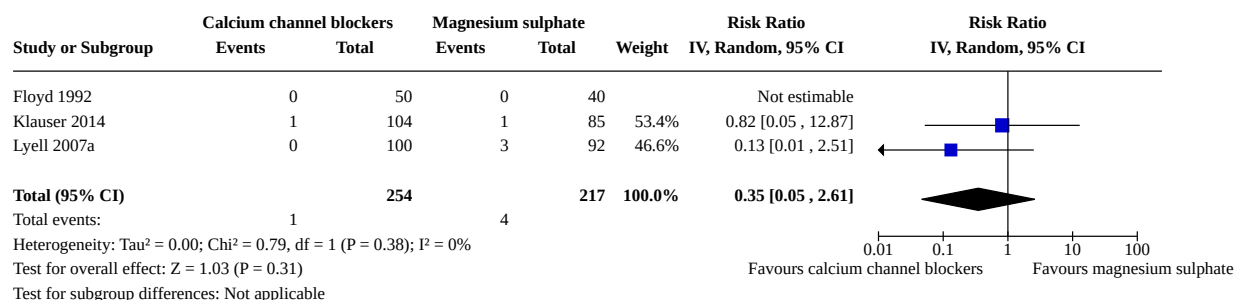 Calcium channel blockers Magnesium sulphate Risk Ratio Risk Ratio
Study or Subgroup Events Total Events Total Weight IV, Random, 95% CI IV, Random, 95% CI
Floyd 1992 0 50 0 40 Not estimable
Klauser 2014 1 104 1 85 53.4% 0.82 [0.05 , 12.87]
Lyell 2007a 0 100 3 92 46.6% 0.13 [0.01 , 2.51]
Total (95% CI) 254 217 100.0% 0.35 [0.05 , 2.61]
Total events: 1 4
Heterogeneity: Tau² = 0.00; Chi² = 0.79, df = 1 (P = 0.38); I² = 0%
0.01 0.1 1 10 100
Test for overall effect: Z = 1.03 (P = 0.31) Favours calcium channel blockers Favours magnesium sulphate
Test for subgroup differences: Not applicable